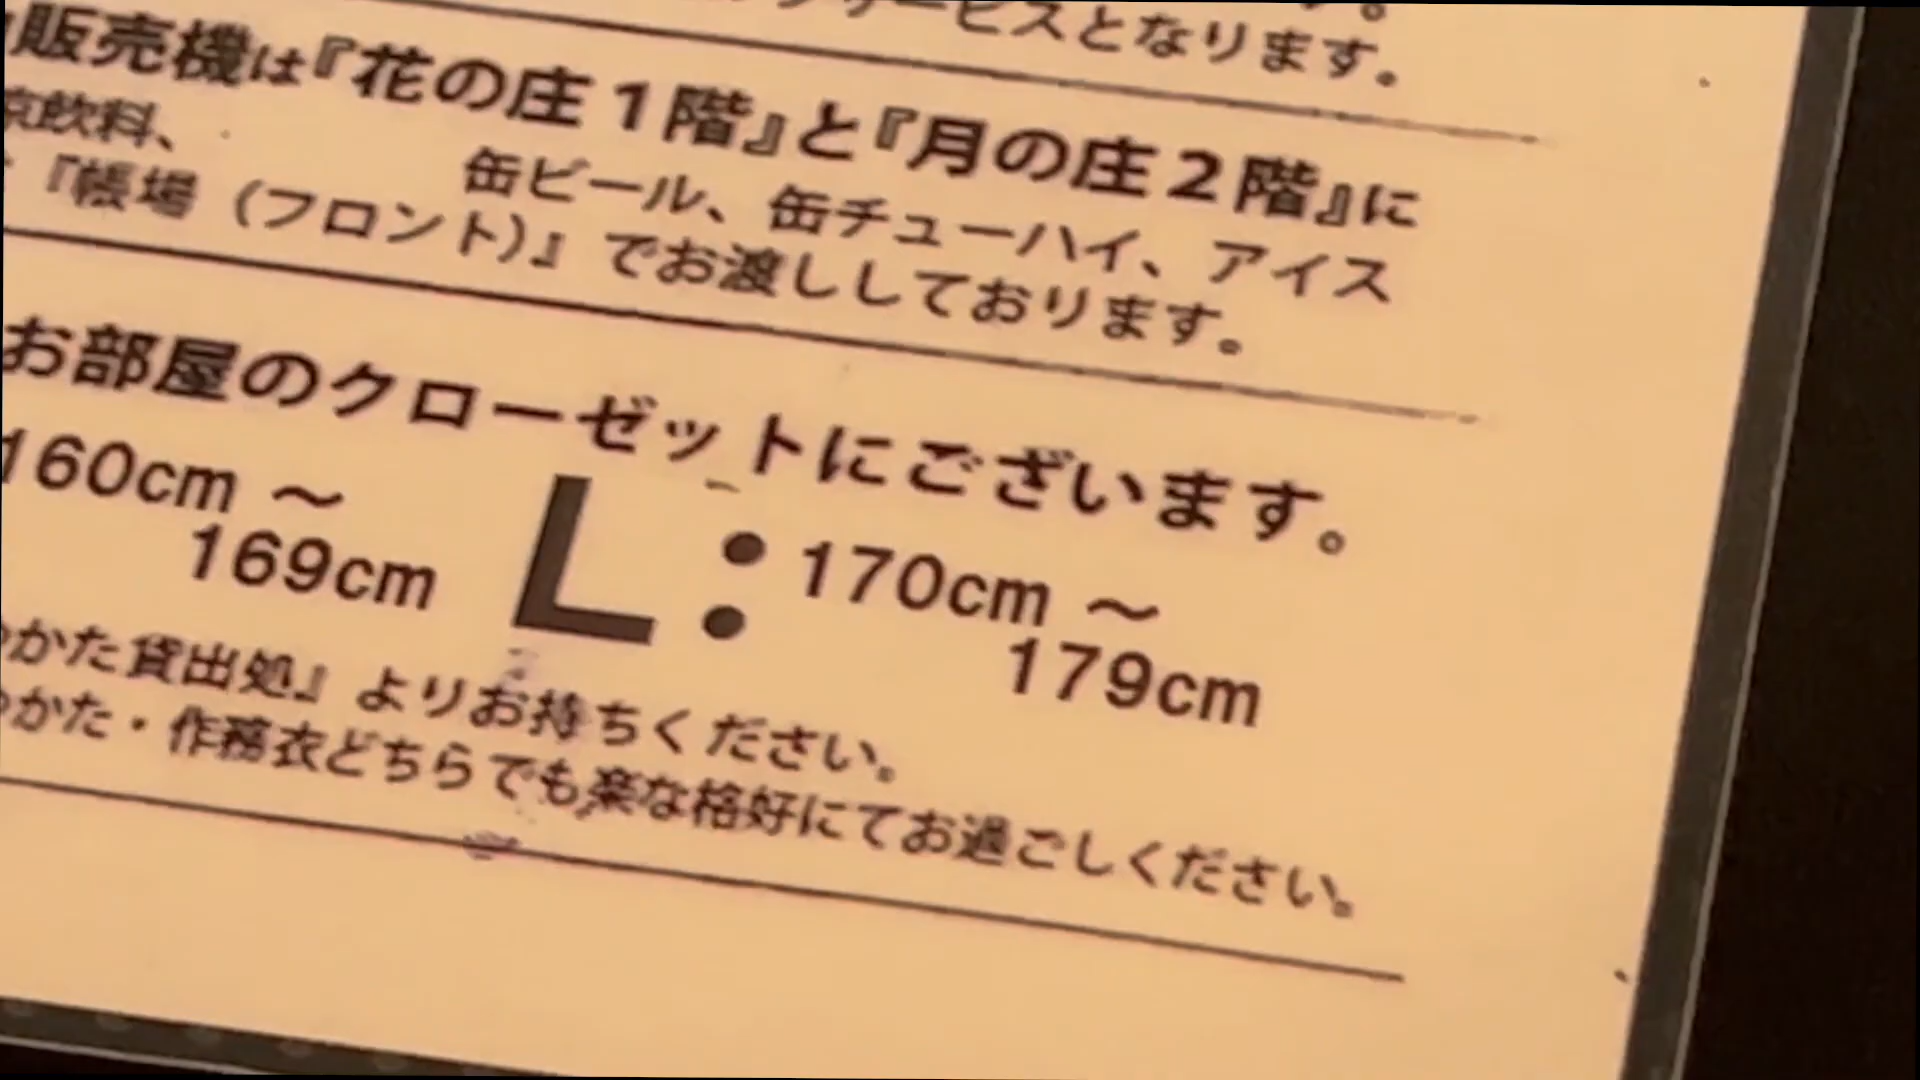 サービスとなります。
販売機は『花の庄１階』と『月の庄２階』に
飲料、 缶ビール、缶チューハイ、アイス
『帳場（フロント）』でお渡ししております。
お部屋のクローゼットにございます。
160cm ～ 169cm L：170cm ～ 179cm
かた貸出処』よりお持ちください。
かた・作務衣どちらでも楽な格好にてお過ごしください。